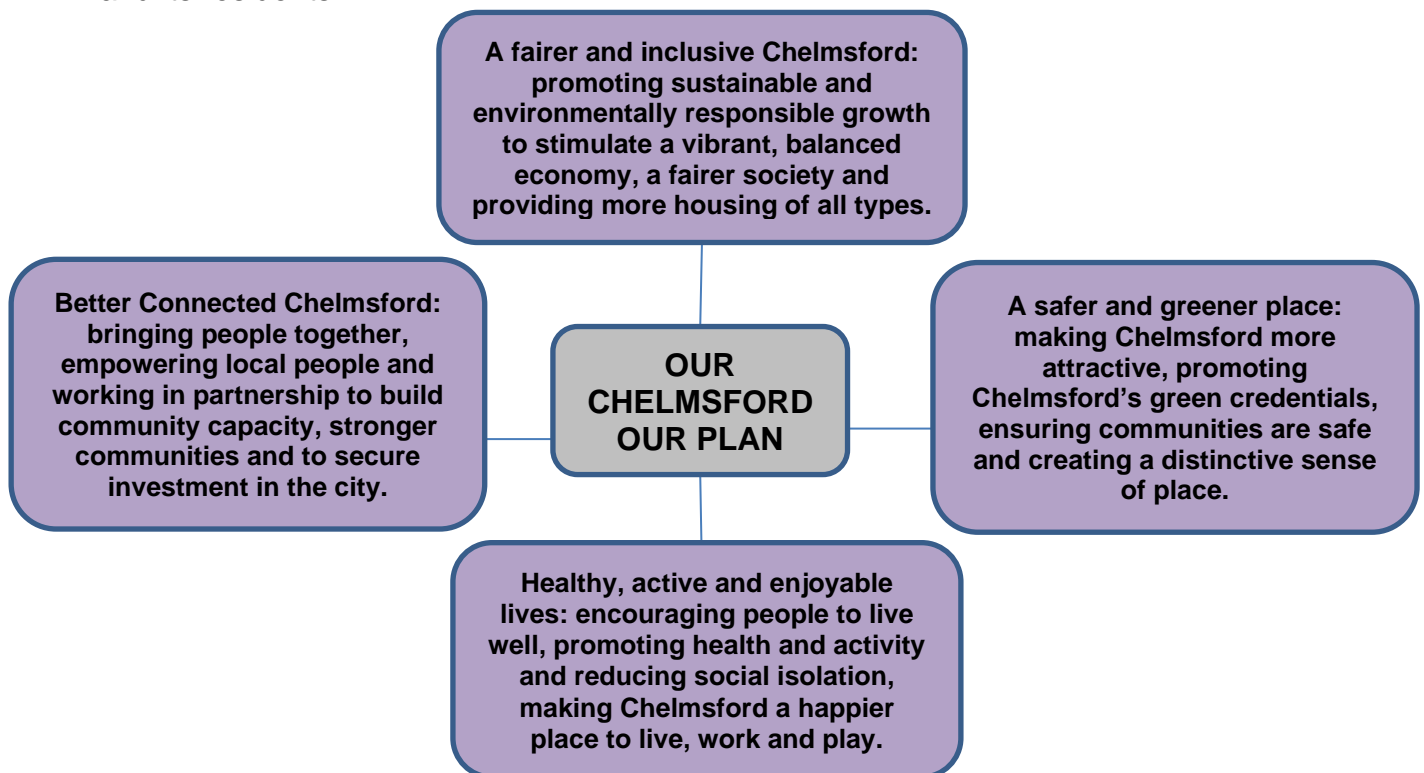 A fairer and inclusive Chelmsford:
promoting sustainable and
environmentally responsible growth
to stimulate a vibrant, balanced
economy, a fairer society and
providing more housing of all types.
Better Connected Chelmsford:
bringing people together,
empowering local people and
working in partnership to build
community capacity, stronger
communities and to secure
investment in the city.
OUR
CHELMSFORD
OUR PLAN
A safer and greener place:
making Chelmsford more
attractive, promoting
Chelmsford’s green credentials,
ensuring communities are safe
and creating a distinctive sense
of place.
Healthy, active and enjoyable
lives: encouraging people to live
well, promoting health and activity
and reducing social isolation,
making Chelmsford a happier
place to live, work and play.